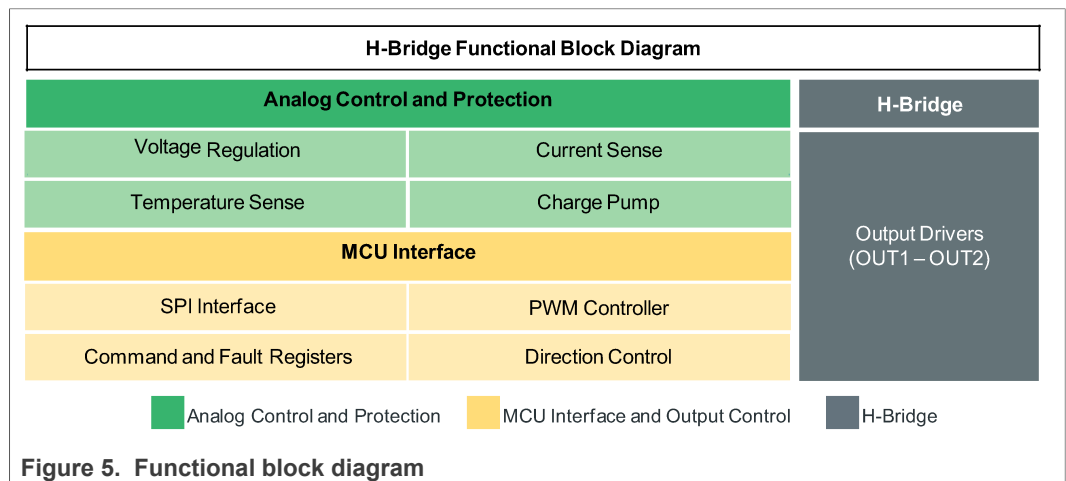 H-Bridge Functional Block Diagram
Analog Control and Protection
H-Bridge
Voltage Regulation
Current Sense
Temperature Sense
Charge Pump
Output Drivers
(OUT1 – OUT2)
MCU Interface
SPI Interface
PWM Controller
Command and Fault Registers
Direction Control
Analog Control and Protection
MCU Interface and Output Control
H-Bridge
Figure 5. Functional block diagram